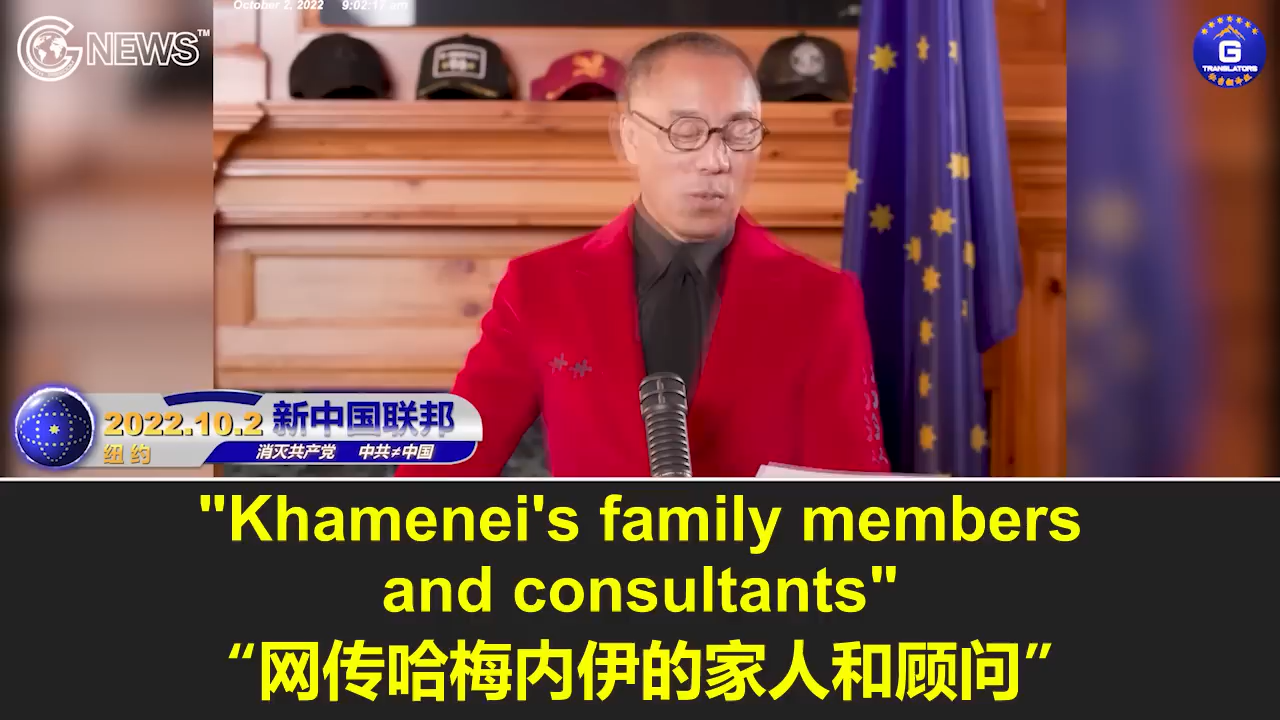 October 2, 2022 9:02:17 am
G NEWS™
G
TRANSLATORS
2022.10.2 新中国联邦
纽约 消灭共产党 中共≠中国
"Khamenei's family members
and consultants"
“网传哈梅内伊的家人和顾问”